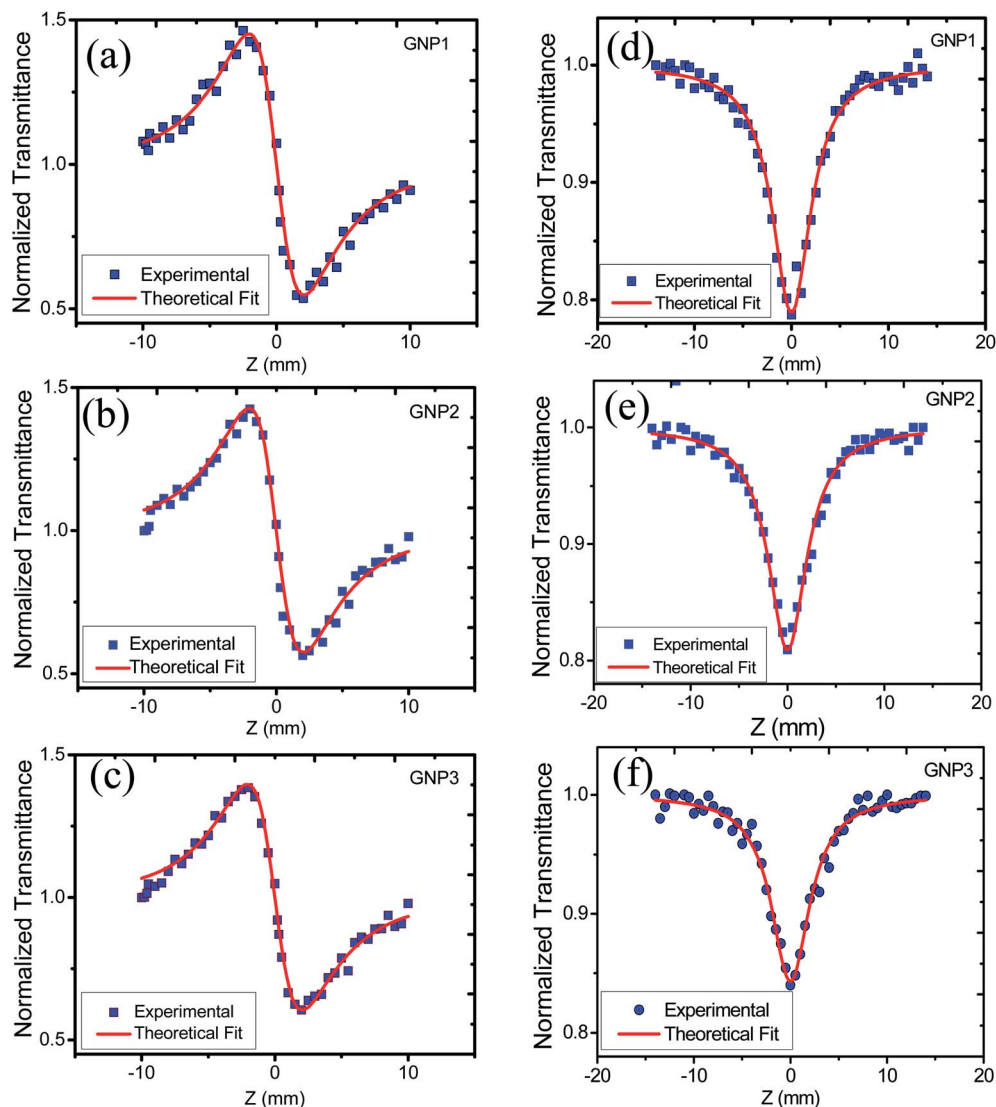 (a)
GNP1
Normalized Transmittance
1.5
1.0
0.5
Experimental
Theoretical Fit
-10
0
10
Z (mm)
(d)
GNP1
Normalized Transmittance
1.0
0.9
0.8
Experimental
Theoretical Fit
-20
-10
0
10
20
Z (mm)
(b)
GNP2
Normalized Transmittance
1.5
1.0
0.5
Experimental
Theoretical Fit
-10
0
10
Z (mm)
(e)
GNP2
Normalized Transmittance
1.0
0.9
0.8
Experimental
Theoretical Fit
-20
-10
0
10
20
Z (mm)
(c)
GNP3
Normalized Transmittance
1.5
1.0
0.5
Experimental
Theoretical Fit
-10
0
10
Z (mm)
(f)
GNP3
Normalized Transmittance
1.0
0.9
0.8
Experimental
Theoretical Fit
-20
-10
0
10
20
Z (mm)